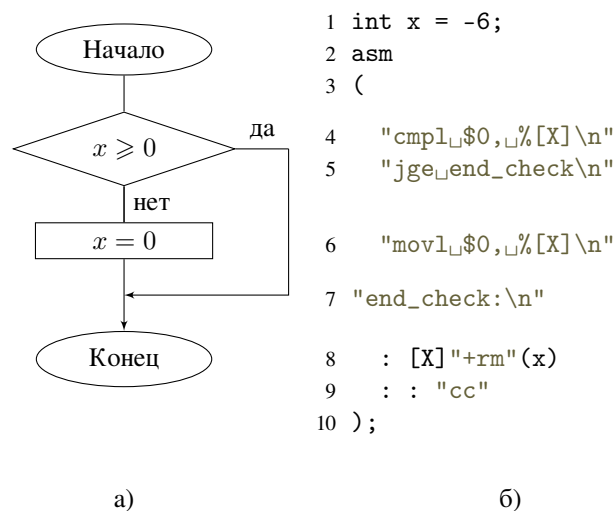 Начало
x ⩾ 0
да
нет
x = 0
Конец
а)
1 int x = -6;
2 asm
3 (
4 "cmpl␣$0,␣%[X]\n"
5 "jge␣end_check\n"
6 "movl␣$0,␣%[X]\n"
7 "end_check:\n"
8 : [X]"+rm"(x)
9 : : "cc"
10 );
б)